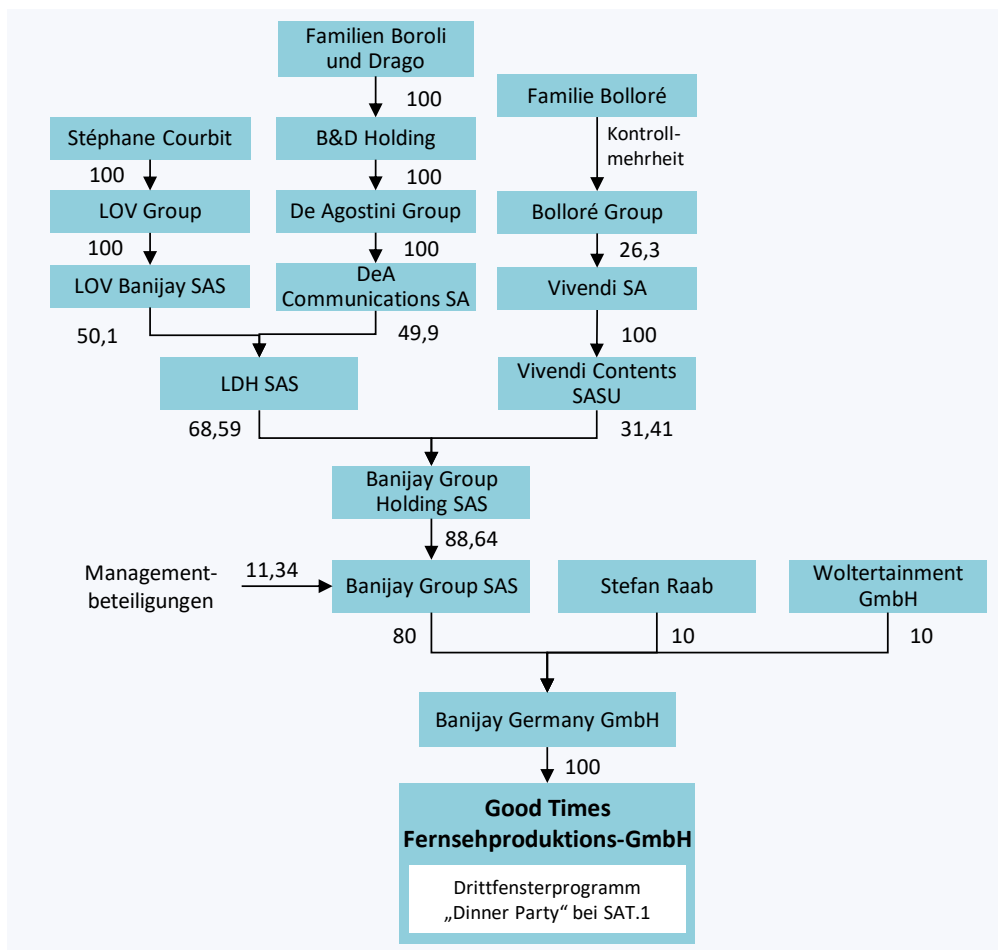 Familien Boroli
und Drago
100
Familie Bolloré
Kontroll-
mehrheit
Stéphane Courbit
B&D Holding
100
100
LOV Group
De Agostini Group
Bolloré Group
100
100
26,3
LOV Banijay SAS
DeA
Communications SA
Vivendi SA
50,1
49,9
100
LDH SAS
Vivendi Contents
SASU
68,59
31,41
Banijay Group
Holding SAS
88,64
Management-
beteiligungen
11,34
Banijay Group SAS
Stefan Raab
Woltertainment
GmbH
80
10
10
Banijay Germany GmbH
100
Good Times
Fernsehproduktions-GmbH
Drittfensterprogramm
„Dinner Party“ bei SAT.1